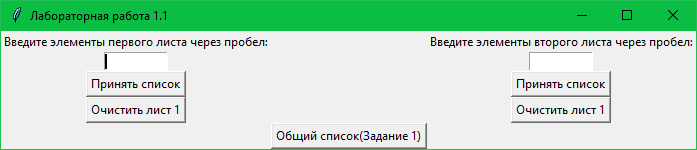 Лабораторная работа 1.1
Введите элементы первого листа через пробел:
Введите элементы второго листа через пробел:
Принять список
Принять список
Очистить лист 1
Очистить лист 1
Общий список(Задание 1)